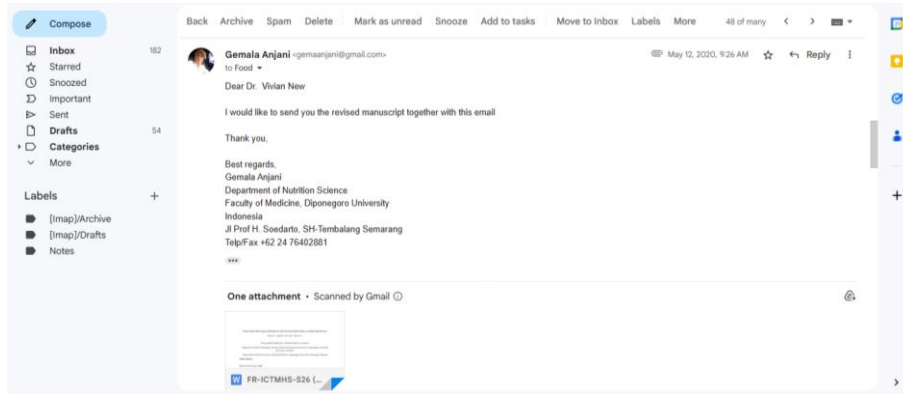 Compose
Inbox 182
Starred
Snoozed
Important
Sent
Drafts 54
Categories
More
Labels
[Imap]/Archive
[Imap]/Drafts
Notes
Back Archive Spam Delete Mark as unread Snooze Add to tasks Move to Inbox Labels More 48 of many
Gemala Anjani <gemaanjani@gmail.com> May 12, 2020, 9:26 AM Reply
to Food
Dear Dr. Vivian New
I would like to send you the revised manuscript together with this email
Thank you,
Best regards,
Gemala Anjani
Department of Nutrition Science
Faculty of Medicine, Diponegoro University
Indonesia
Jl Prof H. Soedarto, SH-Tembalang Semarang
Telp/Fax +62 24 76402881
One attachment • Scanned by Gmail
W FR-ICTMHS-526 (...